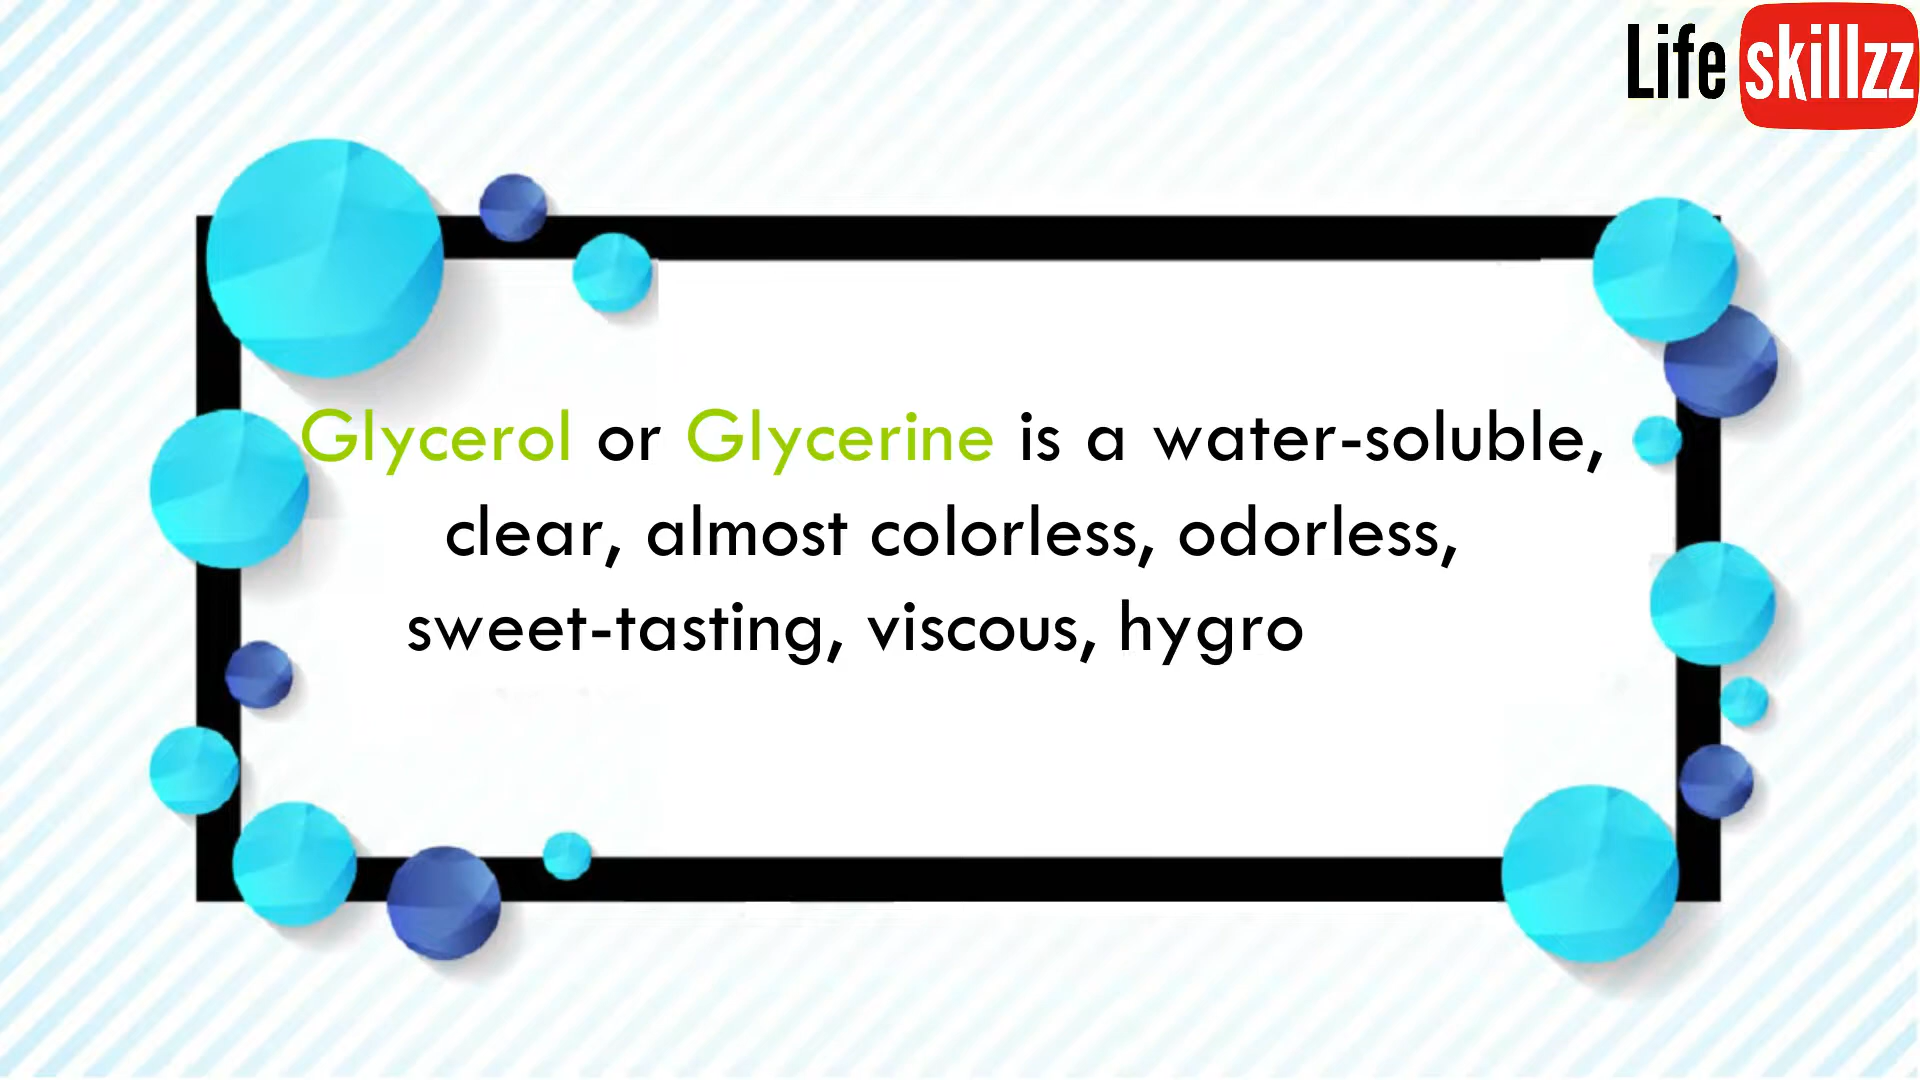 Life skillzz
Glycerol or Glycerine is a water-soluble,
clear, almost colorless, odorless,
sweet-tasting, viscous, hygro